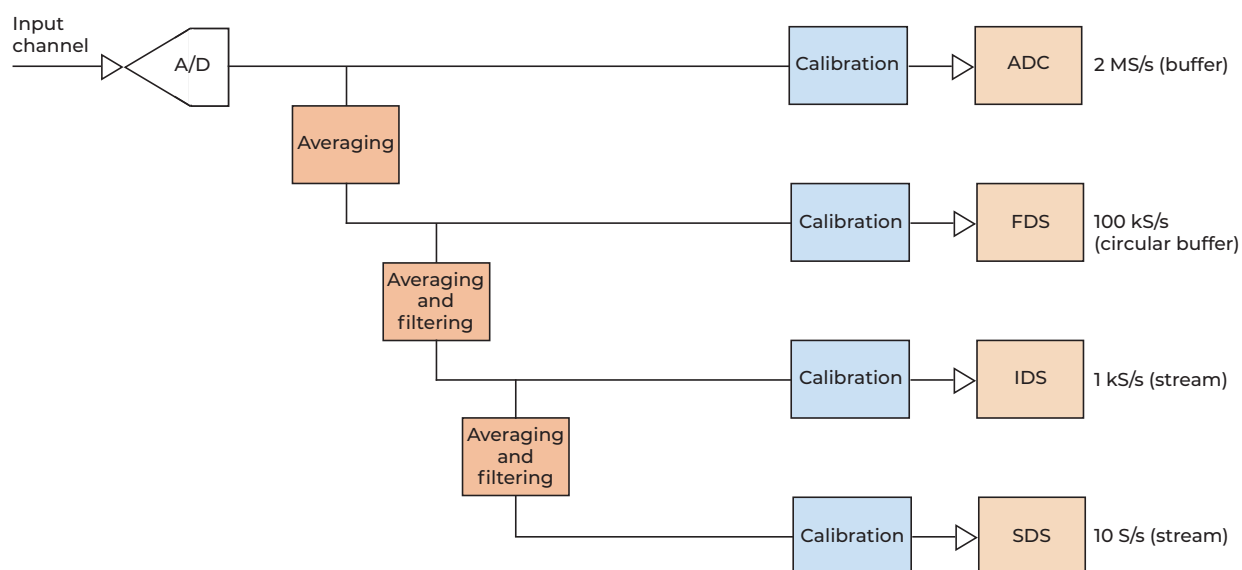 Input
channel
A/D
Calibration
ADC
2 MS/s (buffer)
Averaging
Calibration
FDS
100 kS/s
(circular buffer)
Averaging
and
filtering
Calibration
IDS
1 kS/s (stream)
Averaging
and
filtering
Calibration
SDS
10 S/s (stream)